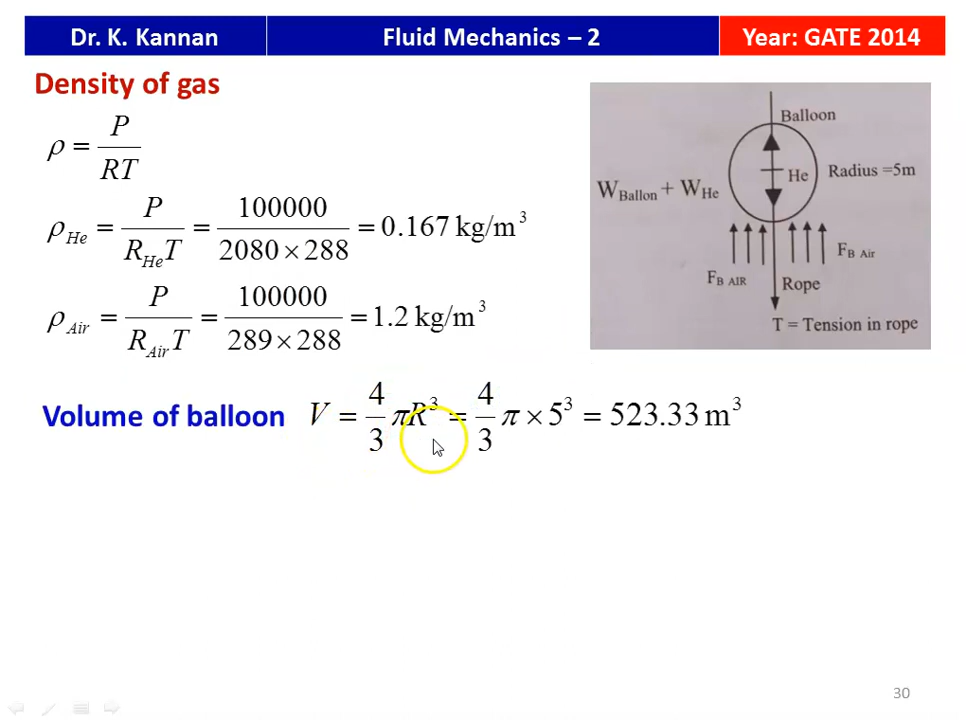 Dr. K. Kannan
Fluid Mechanics – 2
Year: GATE 2014
Density of gas
ρ = P / RT
ρ_He = P / R_He T = 100000 / 2080 × 288 = 0.167 kg/m³
ρ_Air = P / R_Air T = 100000 / 289 × 288 = 1.2 kg/m³
Balloon
He
Radius =5m
W_Ballon + W_He
F_B Air
F_B AIR
Rope
T = Tension in rope
Volume of balloon V = 4/3 πR³ = 4/3 π × 5³ = 523.33 m³
30